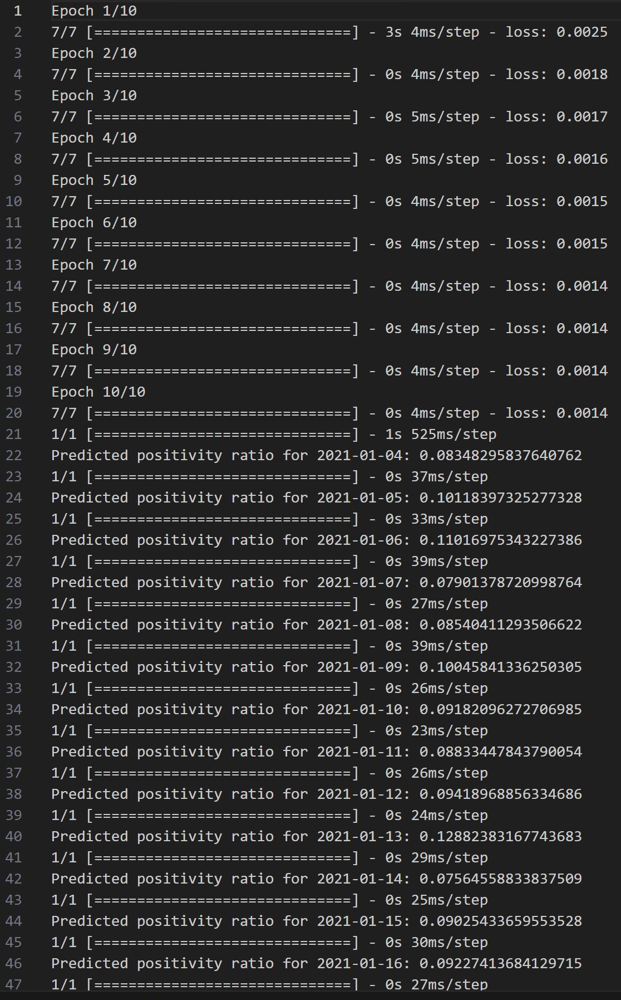 1 Epoch 1/10
2 7/7 [==============================] - 3s 4ms/step - loss: 0.0025
3 Epoch 2/10
4 7/7 [==============================] - 0s 4ms/step - loss: 0.0018
5 Epoch 3/10
6 7/7 [==============================] - 0s 5ms/step - loss: 0.0017
7 Epoch 4/10
8 7/7 [==============================] - 0s 5ms/step - loss: 0.0016
9 Epoch 5/10
10 7/7 [==============================] - 0s 4ms/step - loss: 0.0015
11 Epoch 6/10
12 7/7 [==============================] - 0s 4ms/step - loss: 0.0015
13 Epoch 7/10
14 7/7 [==============================] - 0s 4ms/step - loss: 0.0014
15 Epoch 8/10
16 7/7 [==============================] - 0s 4ms/step - loss: 0.0014
17 Epoch 9/10
18 7/7 [==============================] - 0s 4ms/step - loss: 0.0014
19 Epoch 10/10
20 7/7 [==============================] - 0s 4ms/step - loss: 0.0014
21 1/1 [==============================] - 1s 525ms/step
22 Predicted positivity ratio for 2021-01-04: 0.08348295837640762
23 1/1 [==============================] - 0s 37ms/step
24 Predicted positivity ratio for 2021-01-05: 0.10118397325277328
25 1/1 [==============================] - 0s 33ms/step
26 Predicted positivity ratio for 2021-01-06: 0.11016975343227386
27 1/1 [==============================] - 0s 39ms/step
28 Predicted positivity ratio for 2021-01-07: 0.07901378720998764
29 1/1 [==============================] - 0s 27ms/step
30 Predicted positivity ratio for 2021-01-08: 0.08540411293506622
31 1/1 [==============================] - 0s 39ms/step
32 Predicted positivity ratio for 2021-01-09: 0.10045841336250305
33 1/1 [==============================] - 0s 26ms/step
34 Predicted positivity ratio for 2021-01-10: 0.09182096272706985
35 1/1 [==============================] - 0s 23ms/step
36 Predicted positivity ratio for 2021-01-11: 0.08833447843790054
37 1/1 [==============================] - 0s 26ms/step
38 Predicted positivity ratio for 2021-01-12: 0.09418968856334686
39 1/1 [==============================] - 0s 24ms/step
40 Predicted positivity ratio for 2021-01-13: 0.12882383167743683
41 1/1 [==============================] - 0s 29ms/step
42 Predicted positivity ratio for 2021-01-14: 0.07564558833837509
43 1/1 [==============================] - 0s 25ms/step
44 Predicted positivity ratio for 2021-01-15: 0.09025433659553528
45 1/1 [==============================] - 0s 30ms/step
46 Predicted positivity ratio for 2021-01-16: 0.09227413684129715
47 1/1 [==============================] - 0s 27ms/step